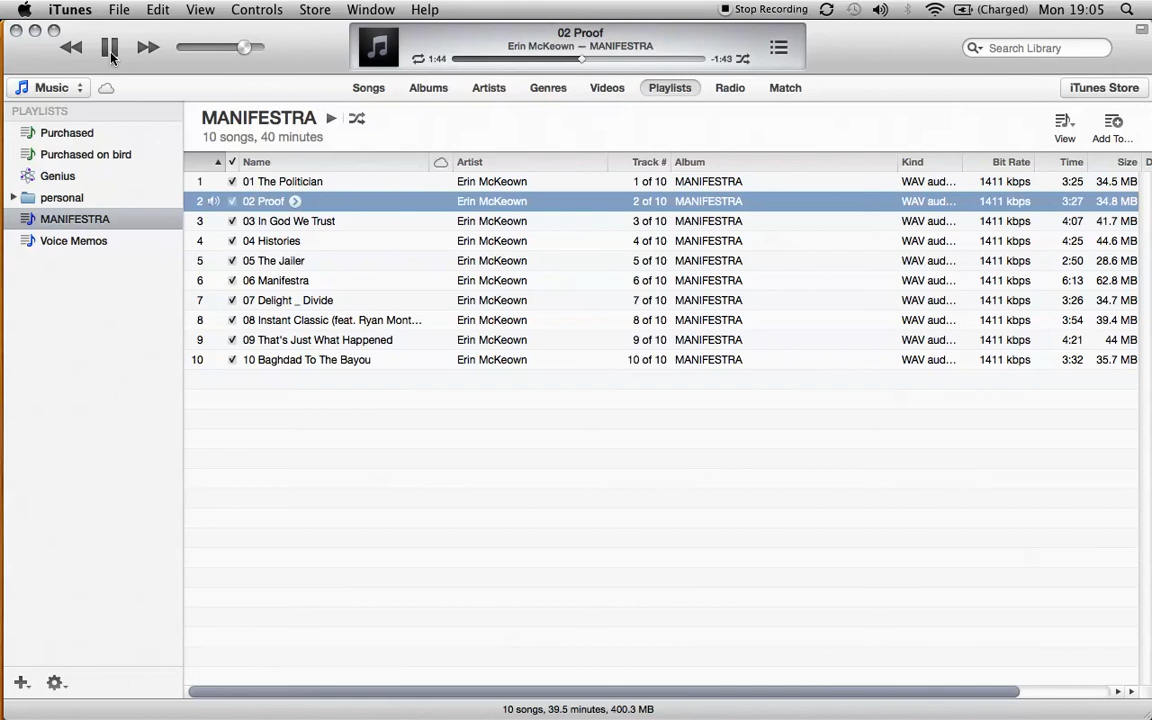 iTunes File Edit View Controls Store Window Help Stop Recording (Charged) Mon 19:05
02 Proof
Erin McKeown — MANIFESTRA
1:44 -1:43
Search Library
Music Songs Albums Artists Genres Videos Playlists Radio Match iTunes Store
PLAYLISTS
Purchased
Purchased on bird
Genius
personal
MANIFESTRA
Voice Memos
MANIFESTRA
10 songs, 40 minutes
View Add To...
Name Artist Track # Album Kind Bit Rate Time Size D
1 01 The Politician Erin McKeown 1 of 10 MANIFESTRA WAV aud... 1411 kbps 3:25 34.5 MB
2 02 Proof Erin McKeown 2 of 10 MANIFESTRA WAV aud... 1411 kbps 3:27 34.8 MB
3 03 In God We Trust Erin McKeown 3 of 10 MANIFESTRA WAV aud... 1411 kbps 4:07 41.7 MB
4 04 Histories Erin McKeown 4 of 10 MANIFESTRA WAV aud... 1411 kbps 4:25 44.6 MB
5 05 The Jailer Erin McKeown 5 of 10 MANIFESTRA WAV aud... 1411 kbps 2:50 28.6 MB
6 06 Manifestra Erin McKeown 6 of 10 MANIFESTRA WAV aud... 1411 kbps 6:13 62.8 MB
7 07 Delight _ Divide Erin McKeown 7 of 10 MANIFESTRA WAV aud... 1411 kbps 3:26 34.7 MB
8 08 Instant Classic (feat. Ryan Mont... Erin McKeown 8 of 10 MANIFESTRA WAV aud... 1411 kbps 3:54 39.4 MB
9 09 That's Just What Happened Erin McKeown 9 of 10 MANIFESTRA WAV aud... 1411 kbps 4:21 44 MB
10 10 Baghdad To The Bayou Erin McKeown 10 of 10 MANIFESTRA WAV aud... 1411 kbps 3:32 35.7 MB
10 songs, 39.5 minutes, 400.3 MB